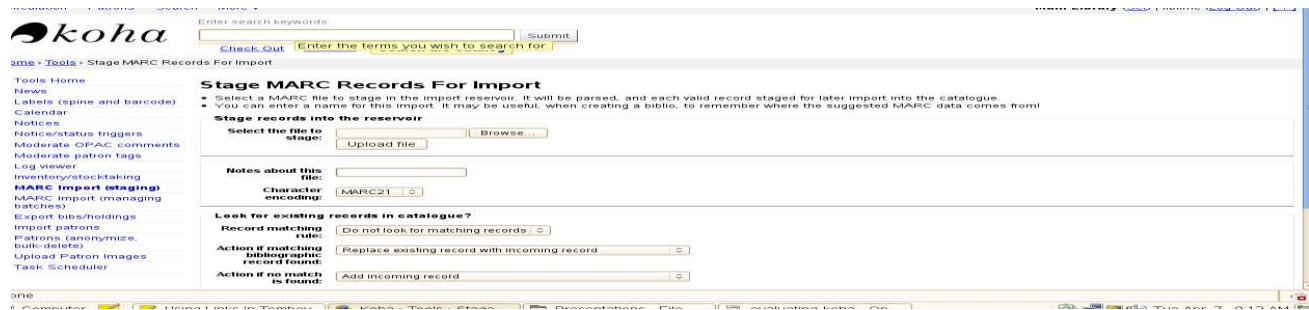 Enter search keywords:
koha
Submit
Check Out
Enter the terms you wish to search for.
Tools › Stage MARC Records For Import
Tools Home
News
Labels (spine and barcode)
Calendar
Notices
Notice/status triggers
Moderate OPAC comments
Moderate patron tags
Log viewer
Inventory/stocktaking
MARC Import (staging)
MARC Import (managing
batches)
Export bibs/holdings
Import patrons
Patrons (anonymize,
bulk-delete)
Upload Patron Images
Task Scheduler
Stage MARC Records For Import
• Select a MARC file to stage in the import reservoir. It will be parsed, and each valid record staged for later import into the catalogue.
• You can enter a name for this import. It may be useful, when creating a biblio, to remember where the suggested MARC data comes from!
Stage records into the reservoir
Select the file to
stage:
Browse...
Upload file
Notes about this
file:
Character
encoding:
MARC21
Look for existing records in catalogue?
Record matching
rule:
Do not look for matching records
Action if matching
bibliographic
record found:
Replace existing record with incoming record
Action if no match
is found:
Add incoming record
one
Tue Apr 7, 9:12 AM